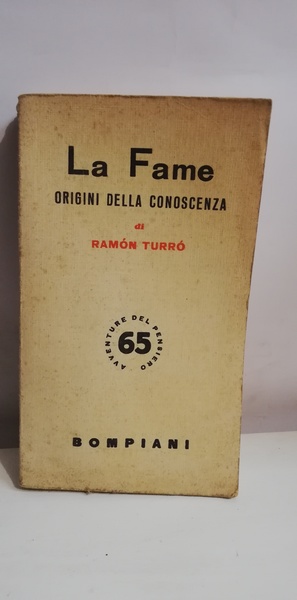 La Fame
ORIGINI DELLA CONOSCENZA
di
RAMÓN TURRÓ
AVVENTURE DEL PENSIERO
65
BOMPIANI